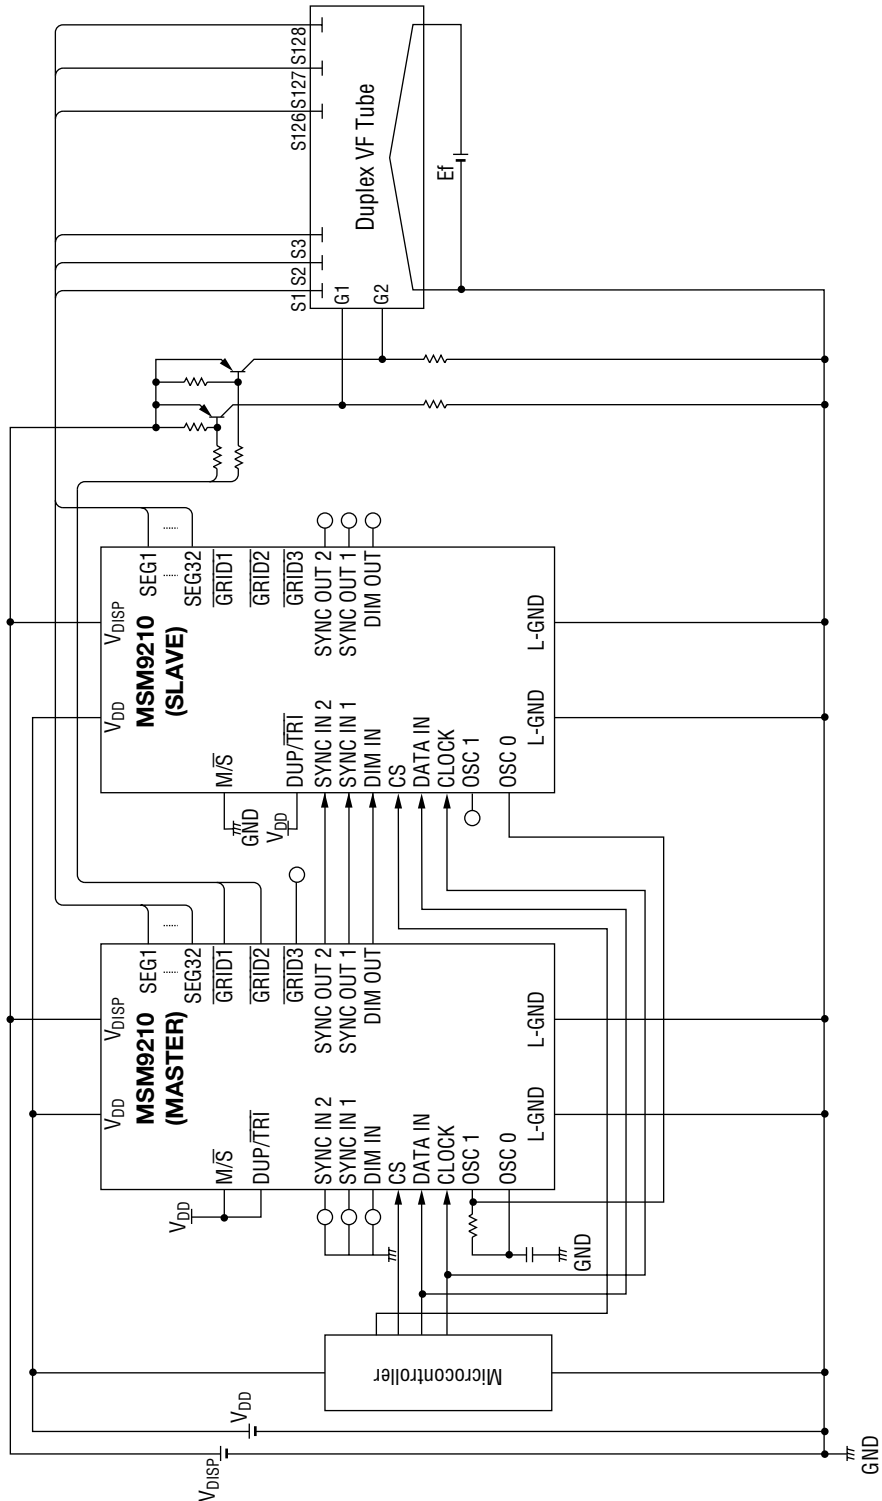 VDISP
VDD
GND
Microcontroller
VDD
VDISP
MSM9210
(MASTER)
VDD
M/S
DUP/TRI
SYNC IN 2
SYNC IN 1
DIM IN
CS
DATA IN
CLOCK
OSC 1
OSC 0
GND
SEG1
......
SEG32
GRID1
GRID2
GRID3
SYNC OUT 2
SYNC OUT 1
DIM OUT
L-GND
L-GND
VDD
VDISP
MSM9210
(SLAVE)
M/S
GND
VDD
DUP/TRI
SYNC IN 2
SYNC IN 1
DIM IN
CS
DATA IN
CLOCK
OSC 1
OSC 0
SEG1
......
SEG32
GRID1
GRID2
GRID3
SYNC OUT 2
SYNC OUT 1
DIM OUT
L-GND
L-GND
S1
S2
S3
S126
S127
S128
G1
G2
Duplex VF Tube
Ef